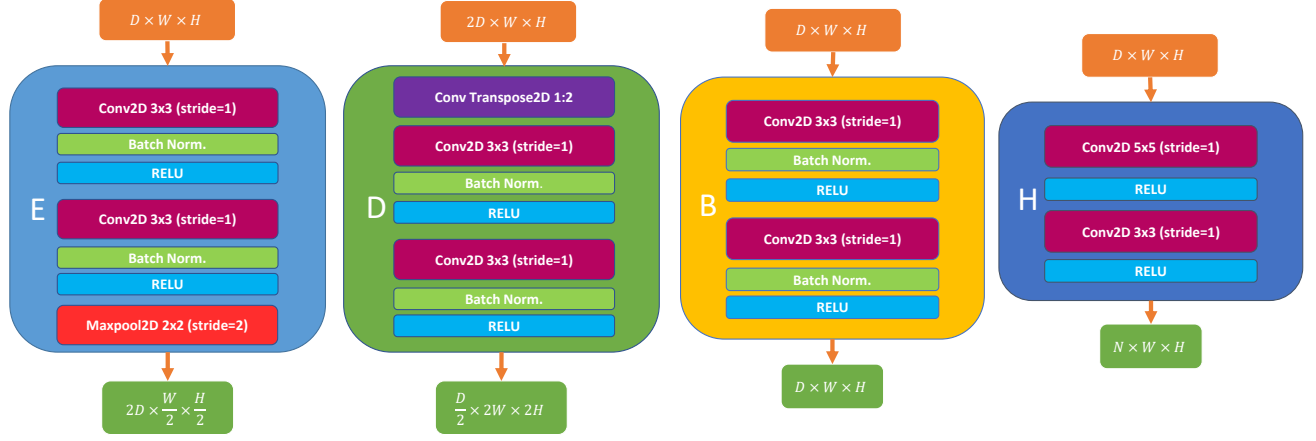 D × W × H
E
Conv2D 3x3 (stride=1)
Batch Norm.
RELU
Conv2D 3x3 (stride=1)
Batch Norm.
RELU
Maxpool2D 2x2 (stride=2)
2D × W/2 × H/2
2D × W × H
D
Conv Transpose2D 1:2
Conv2D 3x3 (stride=1)
Batch Norm.
RELU
Conv2D 3x3 (stride=1)
Batch Norm.
RELU
D/2 × 2W × 2H
D × W × H
B
Conv2D 3x3 (stride=1)
Batch Norm.
RELU
Conv2D 3x3 (stride=1)
Batch Norm.
RELU
D × W × H
D × W × H
H
Conv2D 5x5 (stride=1)
RELU
Conv2D 3x3 (stride=1)
RELU
N × W × H